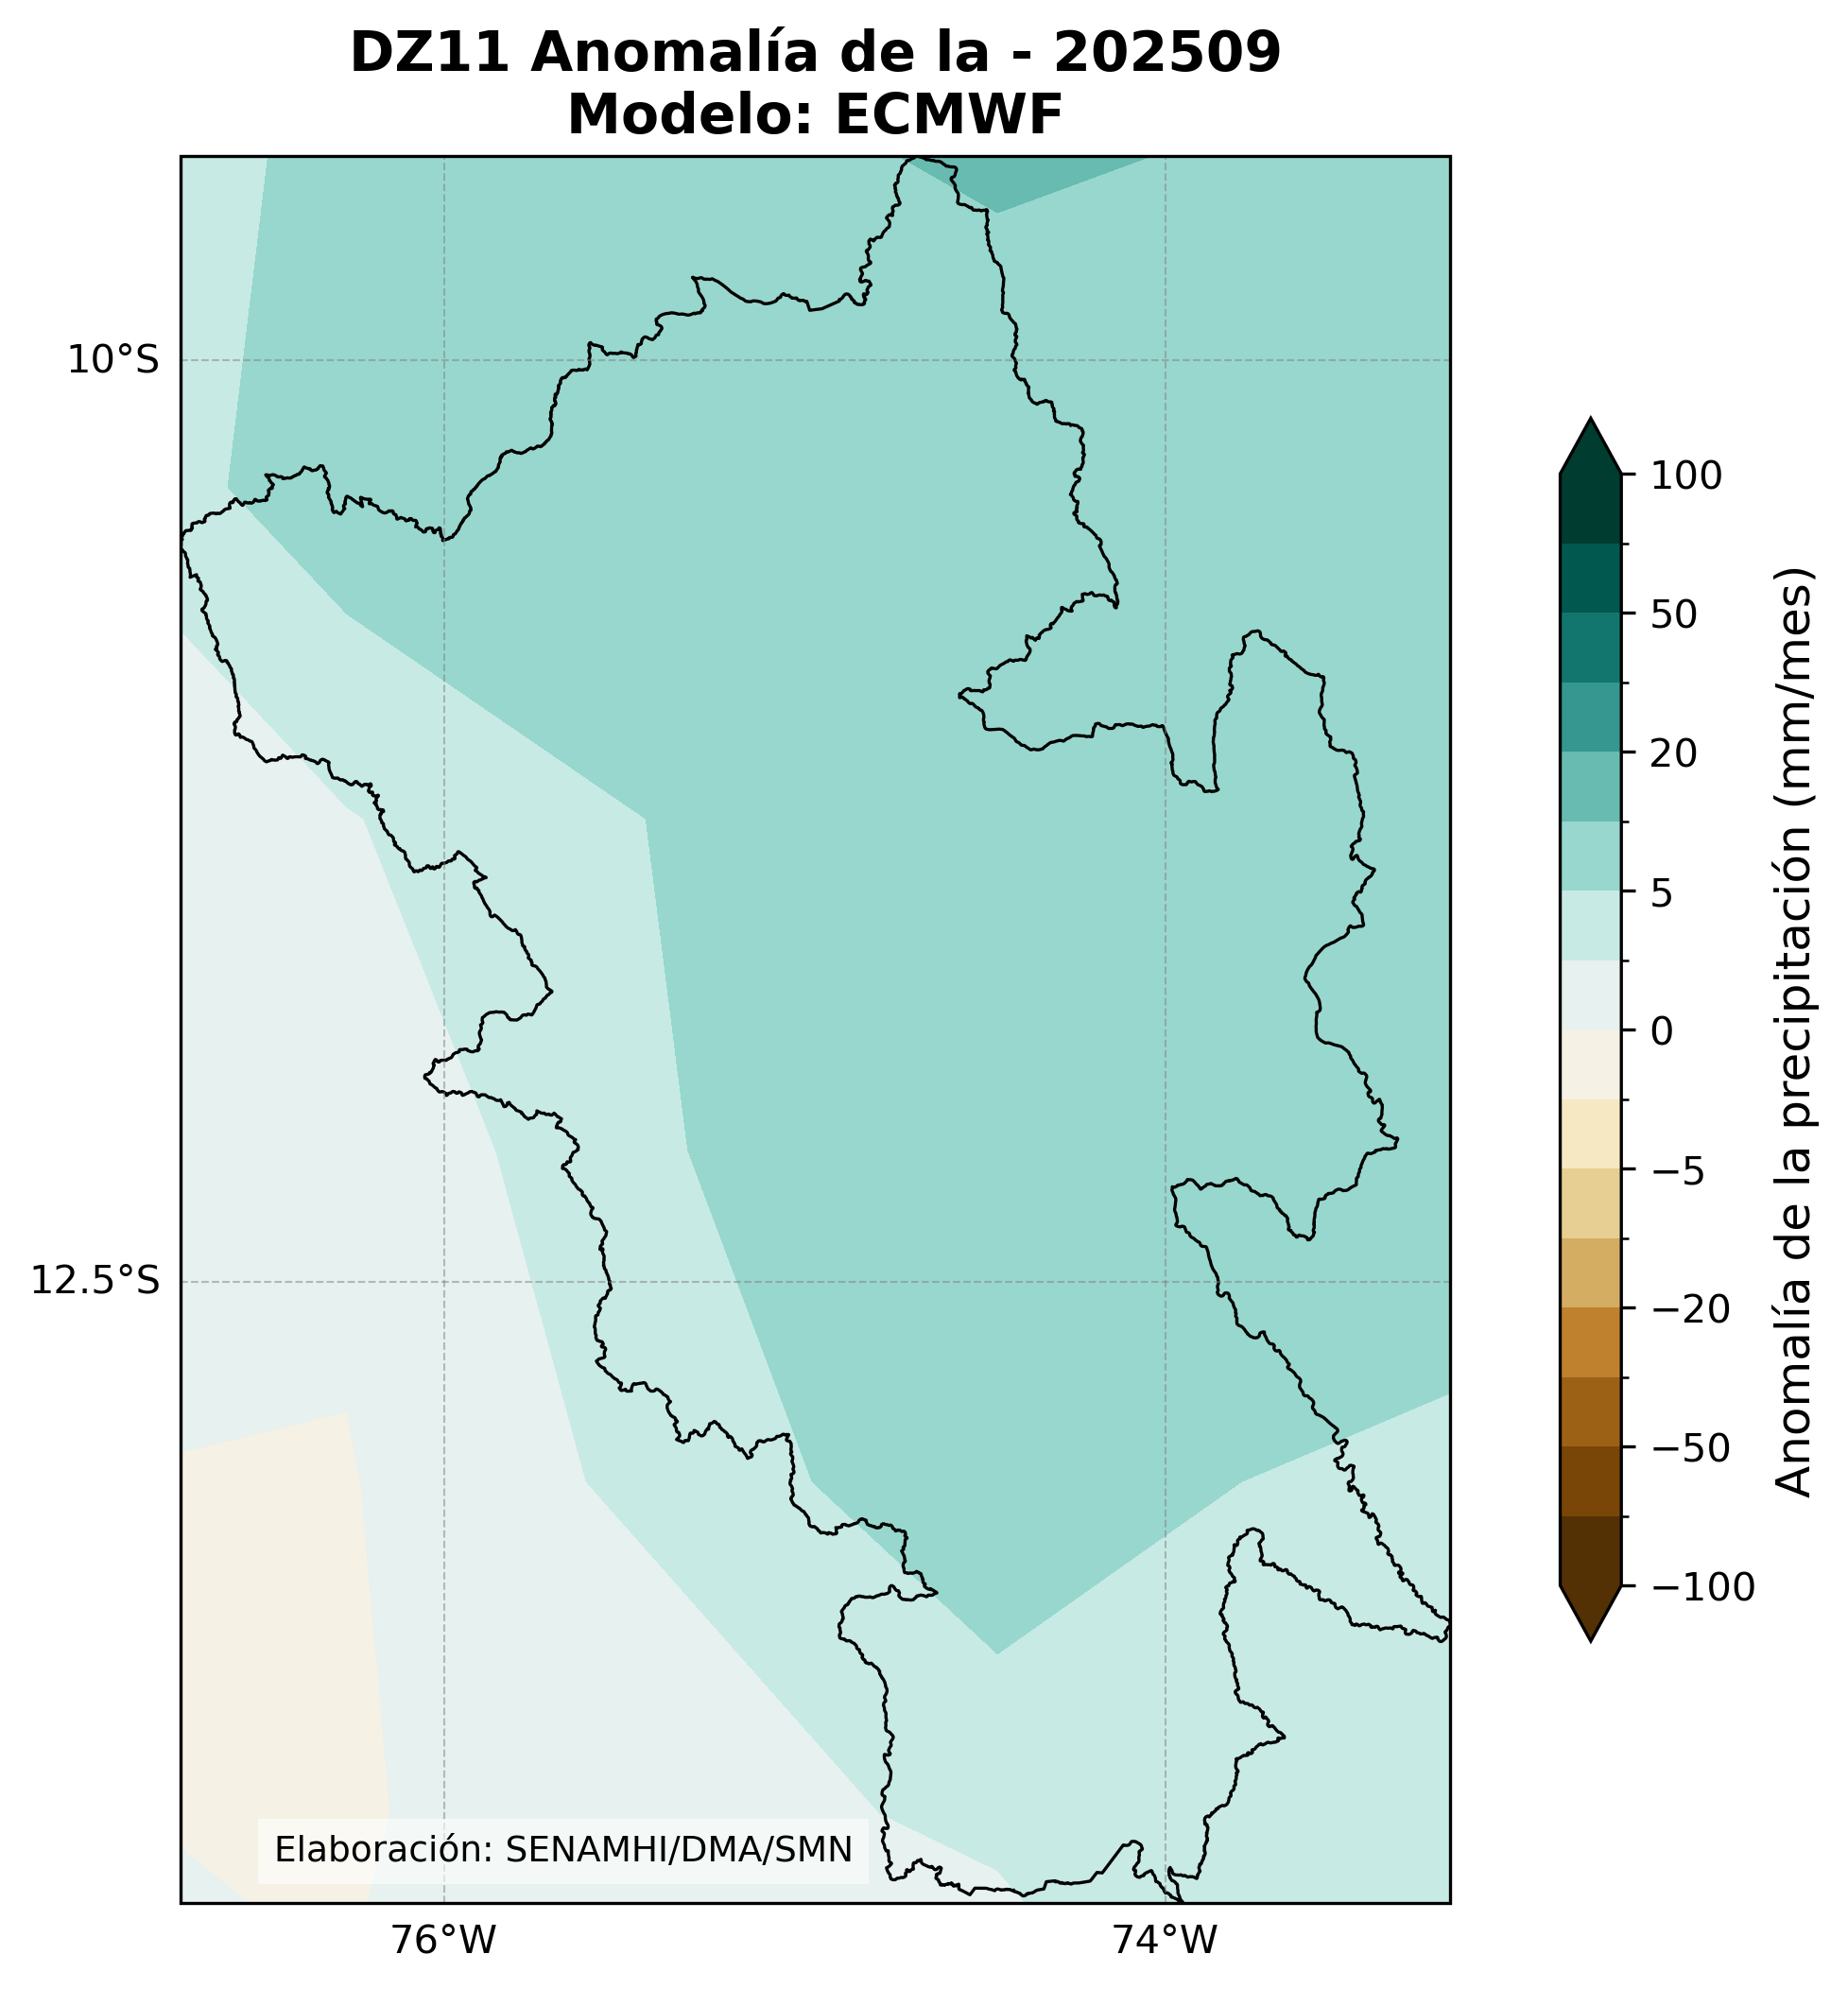 DZ11 Anomalía de la - 202509
Modelo: ECMWF
10°S
12.5°S
76°W
74°W
Elaboración: SENAMHI/DMA/SMN
100
50
20
5
0
−5
−20
−50
−100
Anomalía de la precipitación (mm/mes)